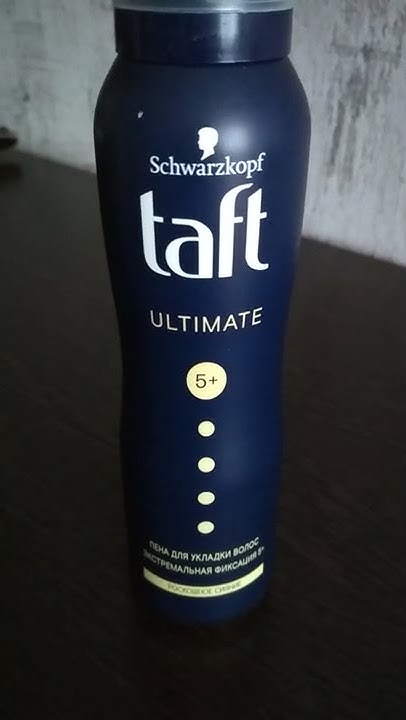 Schwarzkopf
taft
ULTIMATE
5+
ПЕНА ДЛЯ УКЛАДКИ ВОЛОС
ЭКСТРЕМАЛЬНАЯ ФИКСАЦИЯ 5+
РОСКОШНОЕ СИЯНИЕ